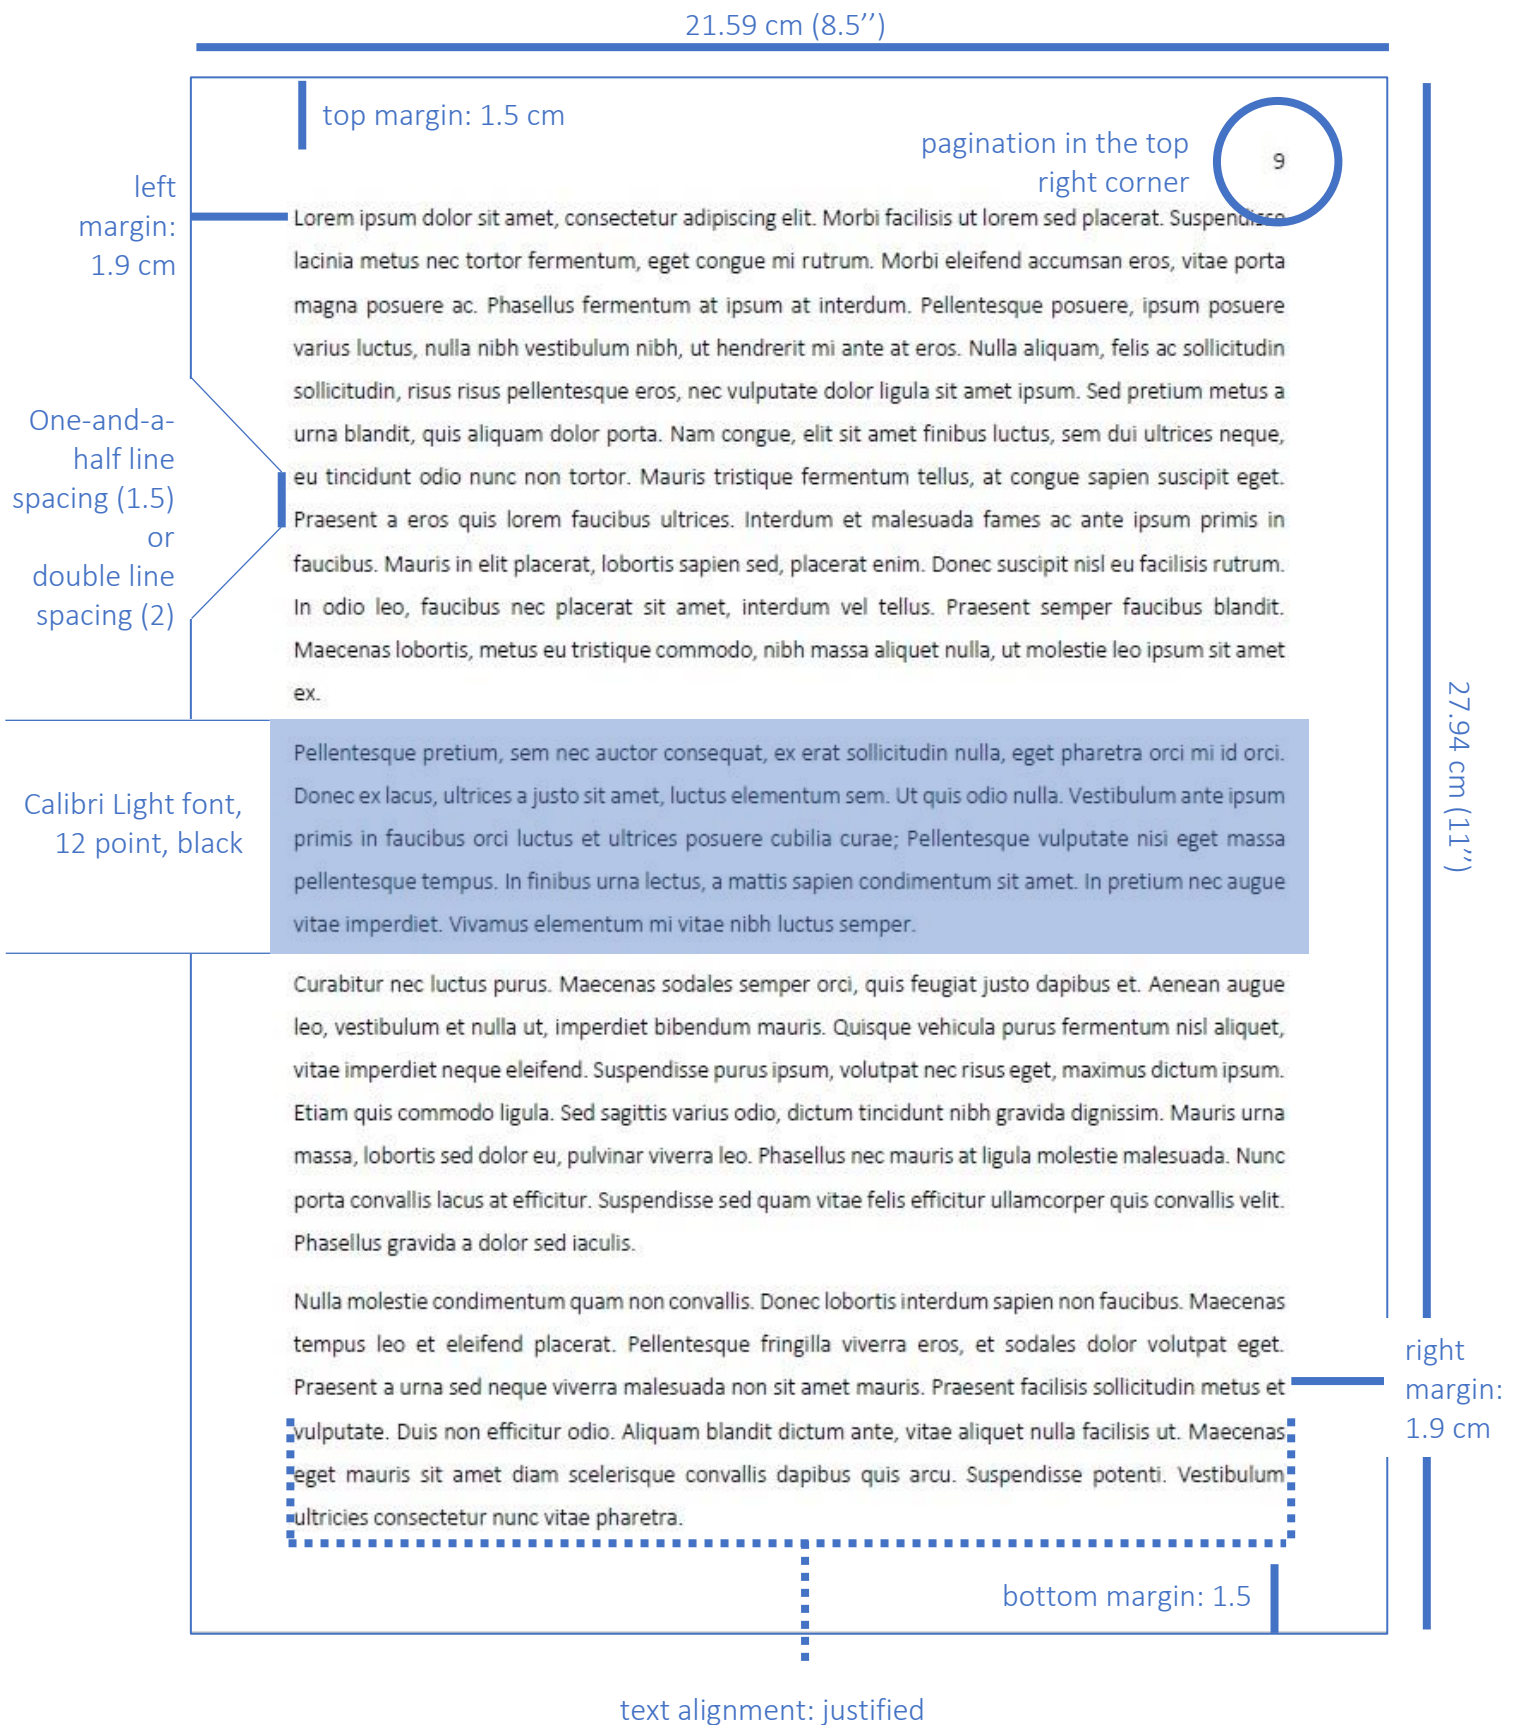 21.59 cm (8.5’’)
top margin: 1.5 cm
pagination in the top
right corner
9
left
margin:
1.9 cm
Lorem ipsum dolor sit amet, consectetur adipiscing elit. Morbi facilisis ut lorem sed placerat. Suspendisse
lacinia metus nec tortor fermentum, eget congue mi rutrum. Morbi eleifend accumsan eros, vitae porta
magna posuere ac. Phasellus fermentum at ipsum at interdum. Pellentesque posuere, ipsum posuere
varius luctus, nulla nibh vestibulum nibh, ut hendrerit mi ante at eros. Nulla aliquam, felis ac sollicitudin
sollicitudin, risus risus pellentesque eros, nec vulputate dolor ligula sit amet ipsum. Sed pretium metus a
urna blandit, quis aliquam dolor porta. Nam congue, elit sit amet finibus luctus, sem dui ultrices neque,
eu tincidunt odio nunc non tortor. Mauris tristique fermentum tellus, at congue sapien suscipit eget.
Praesent a eros quis lorem faucibus ultrices. Interdum et malesuada fames ac ante ipsum primis in
faucibus. Mauris in elit placerat, lobortis sapien sed, placerat enim. Donec suscipit nisl eu facilisis rutrum.
In odio leo, faucibus nec placerat sit amet, interdum vel tellus. Praesent semper faucibus blandit.
Maecenas lobortis, metus eu tristique commodo, nibh massa aliquet nulla, ut molestie leo ipsum sit amet
ex.
One-and-a-
half line
spacing (1.5)
or
double line
spacing (2)
27.94 cm (11’’)
Calibri Light font,
12 point, black
Pellentesque pretium, sem nec auctor consequat, ex erat sollicitudin nulla, eget pharetra orci mi id orci.
Donec ex lacus, ultrices a justo sit amet, luctus elementum sem. Ut quis odio nulla. Vestibulum ante ipsum
primis in faucibus orci luctus et ultrices posuere cubilia curae; Pellentesque vulputate nisi eget massa
pellentesque tempus. In finibus urna lectus, a mattis sapien condimentum sit amet. In pretium nec augue
vitae imperdiet. Vivamus elementum mi vitae nibh luctus semper.
Curabitur nec luctus purus. Maecenas sodales semper orci, quis feugiat justo dapibus et. Aenean augue
leo, vestibulum et nulla ut, imperdiet bibendum mauris. Quisque vehicula purus fermentum nisl aliquet,
vitae imperdiet neque eleifend. Suspendisse purus ipsum, volutpat nec risus eget, maximus dictum ipsum.
Etiam quis commodo ligula. Sed sagittis varius odio, dictum tincidunt nibh gravida dignissim. Mauris urna
massa, lobortis sed dolor eu, pulvinar viverra leo. Phasellus nec mauris at ligula molestie malesuada. Nunc
porta convallis lacus at efficitur. Suspendisse sed quam vitae felis efficitur ullamcorper quis convallis velit.
Phasellus gravida a dolor sed iaculis.
Nulla molestie condimentum quam non convallis. Donec lobortis interdum sapien non faucibus. Maecenas
tempus leo et eleifend placerat. Pellentesque fringilla viverra eros, et sodales dolor volutpat eget.
Praesent a urna sed neque viverra malesuada non sit amet mauris. Praesent facilisis sollicitudin metus et
vulputate. Duis non efficitur odio. Aliquam blandit dictum ante, vitae aliquet nulla facilisis ut. Maecenas
eget mauris sit amet diam scelerisque convallis dapibus quis arcu. Suspendisse potenti. Vestibulum
ultricies consectetur nunc vitae pharetra.
right
margin:
1.9 cm
bottom margin: 1.5
text alignment: justified